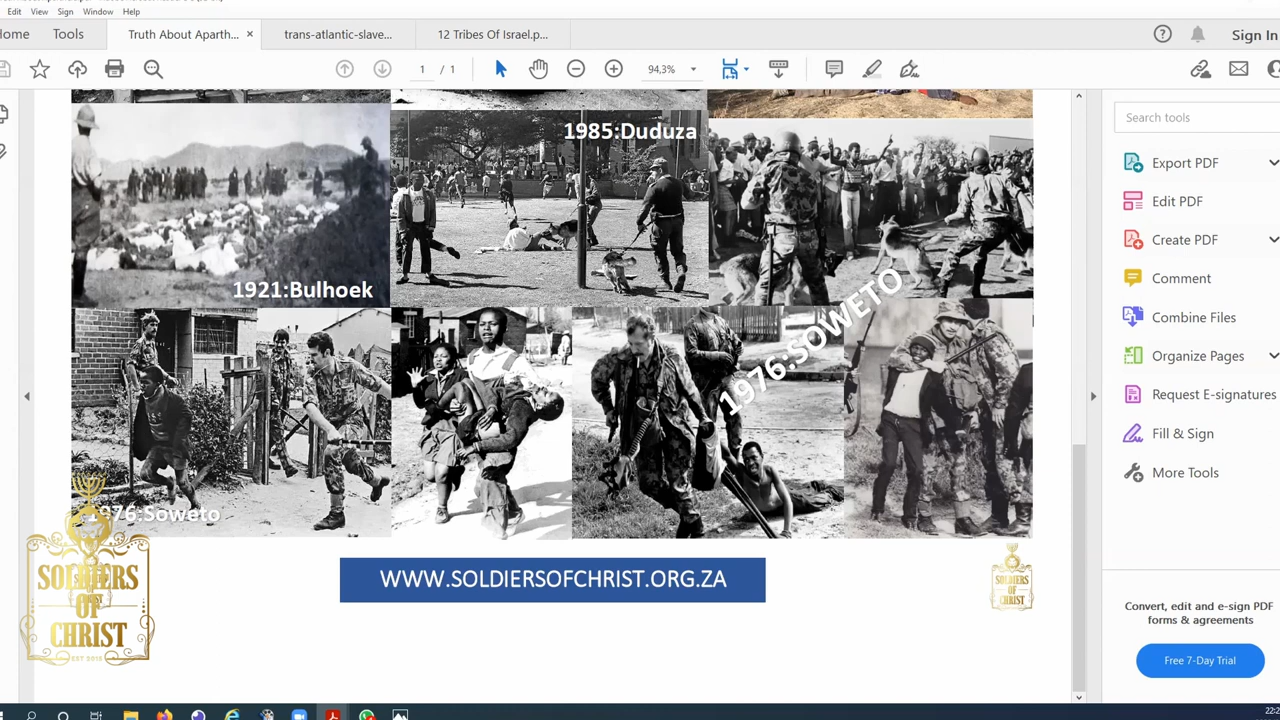 Edit View Sign Window Help
Home Tools Truth About Aparth... × trans-atlantic-slave... 12 Tribes Of Israel.p... Sign In
1 / 1 94,3%
Search tools
Export PDF
Edit PDF
Create PDF
Comment
Combine Files
Organize Pages
Request E-signatures
Fill & Sign
More Tools
1985:Duduza
1921:Bulhoek
1976:SOWETO
1976:Soweto
SOLDIERS
OF
CHRIST
EST 2015
WWW.SOLDIERSOFCHRIST.ORG.ZA
SOLDIERS
OF
CHRIST
Convert, edit and e-sign PDF
forms & agreements
Free 7-Day Trial